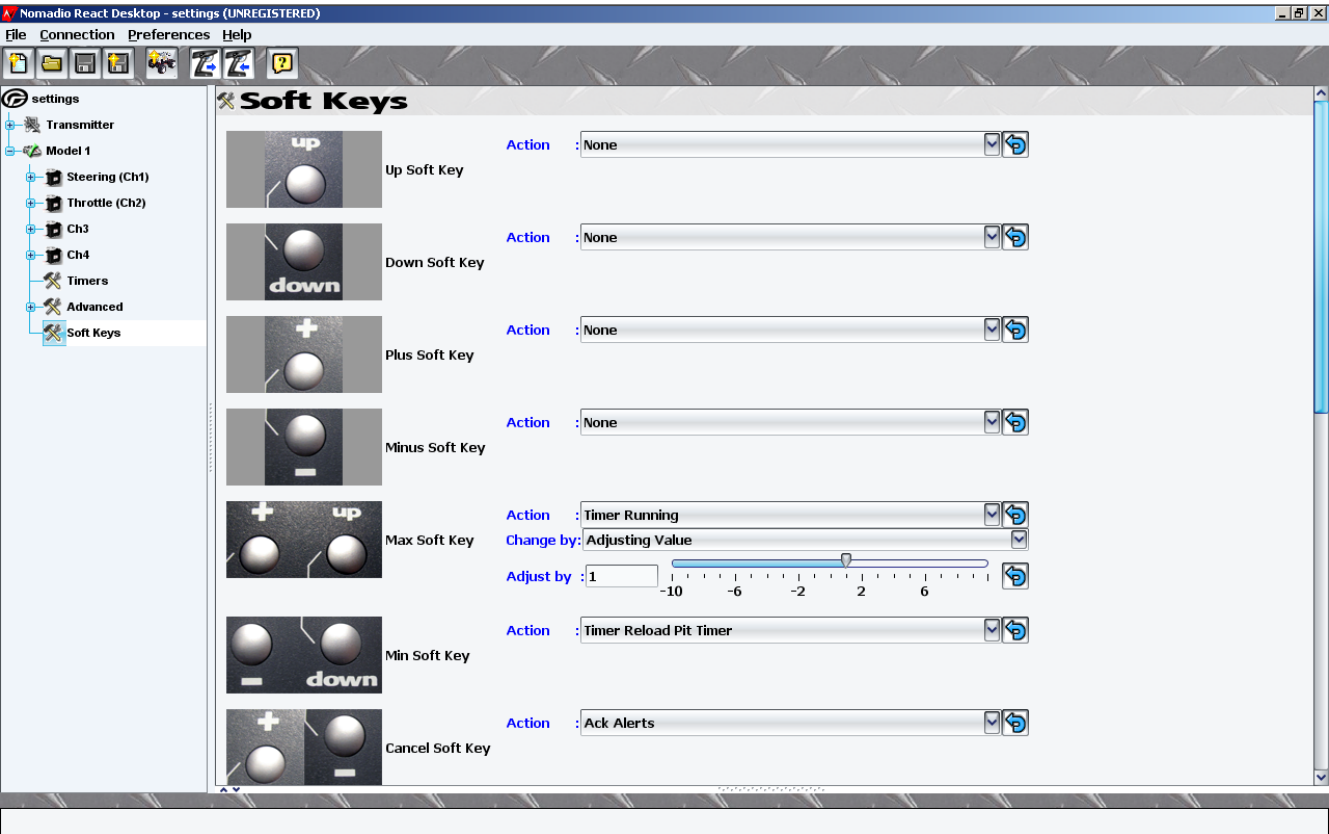 Nomadio React Desktop - settings (UNREGISTERED)
File Connection Preferences Help
settings
Transmitter
Model 1
Steering (Ch1)
Throttle (Ch2)
Ch3
Ch4
Timers
Advanced
Soft Keys
Soft Keys
up
Up Soft Key
Action : None
down
Down Soft Key
Action : None
+
Plus Soft Key
Action : None
-
Minus Soft Key
Action : None
+ up
Max Soft Key
Action : Timer Running
Change by: Adjusting Value
Adjust by : 1
-10 -6 -2 2 6
- down
Min Soft Key
Action : Timer Reload Pit Timer
+ -
Cancel Soft Key
Action : Ack Alerts